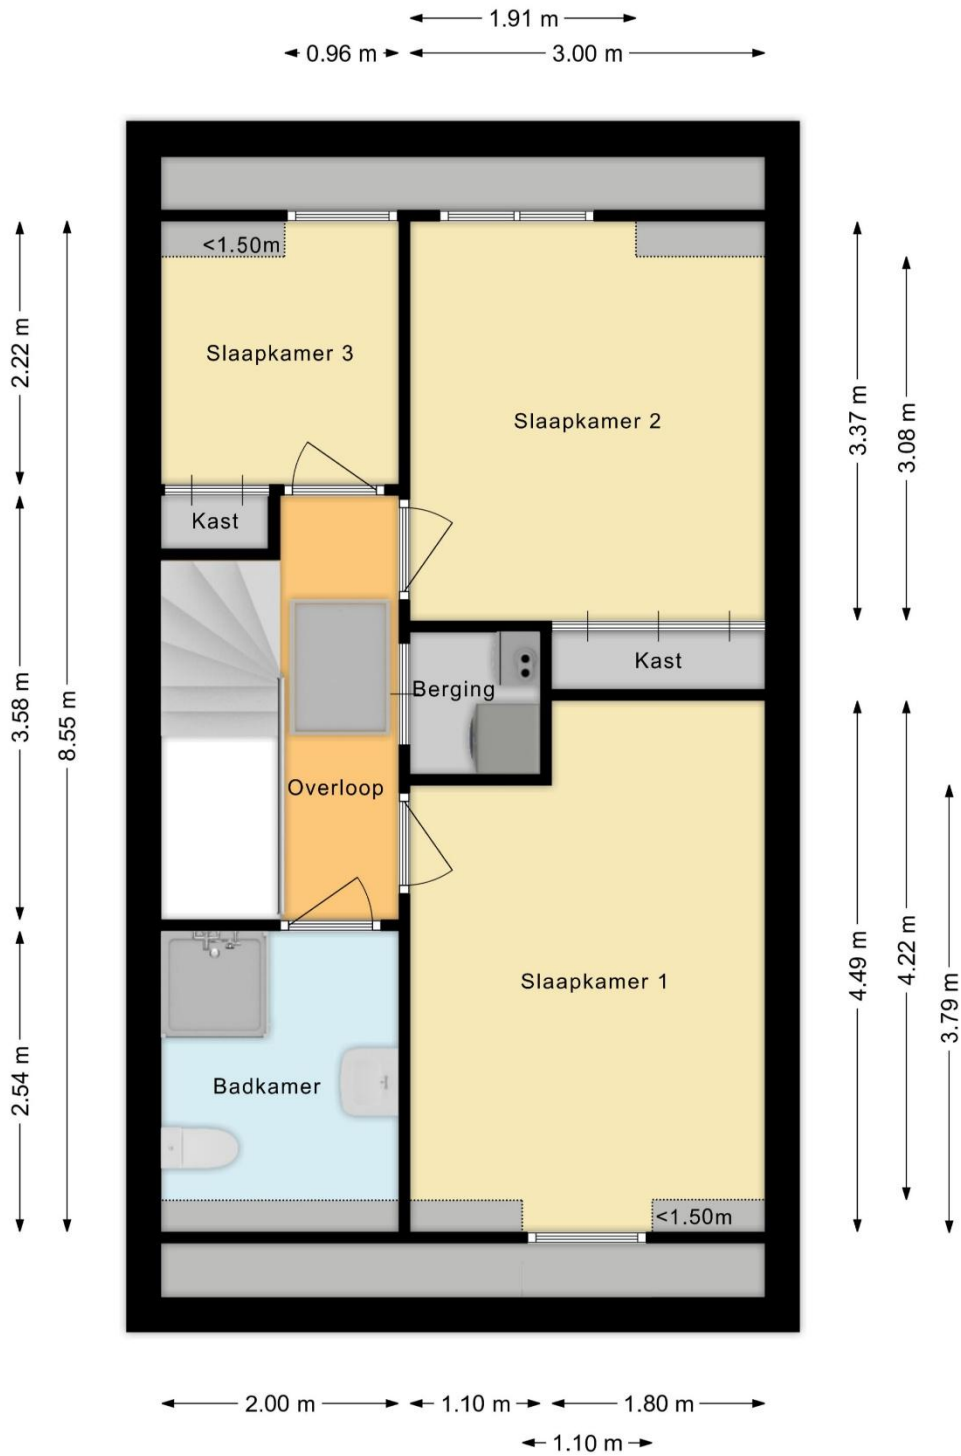 1.91 m
0.96 m
3.00 m
<1.50m
Slaapkamer 3
2.22 m
Slaapkamer 2
3.37 m
3.08 m
Kast
Kast
Berging
3.58 m
8.55 m
Overloop
Slaapkamer 1
4.49 m
4.22 m
3.79 m
Badkamer
2.54 m
<1.50m
2.00 m
1.10 m
1.80 m
1.10 m